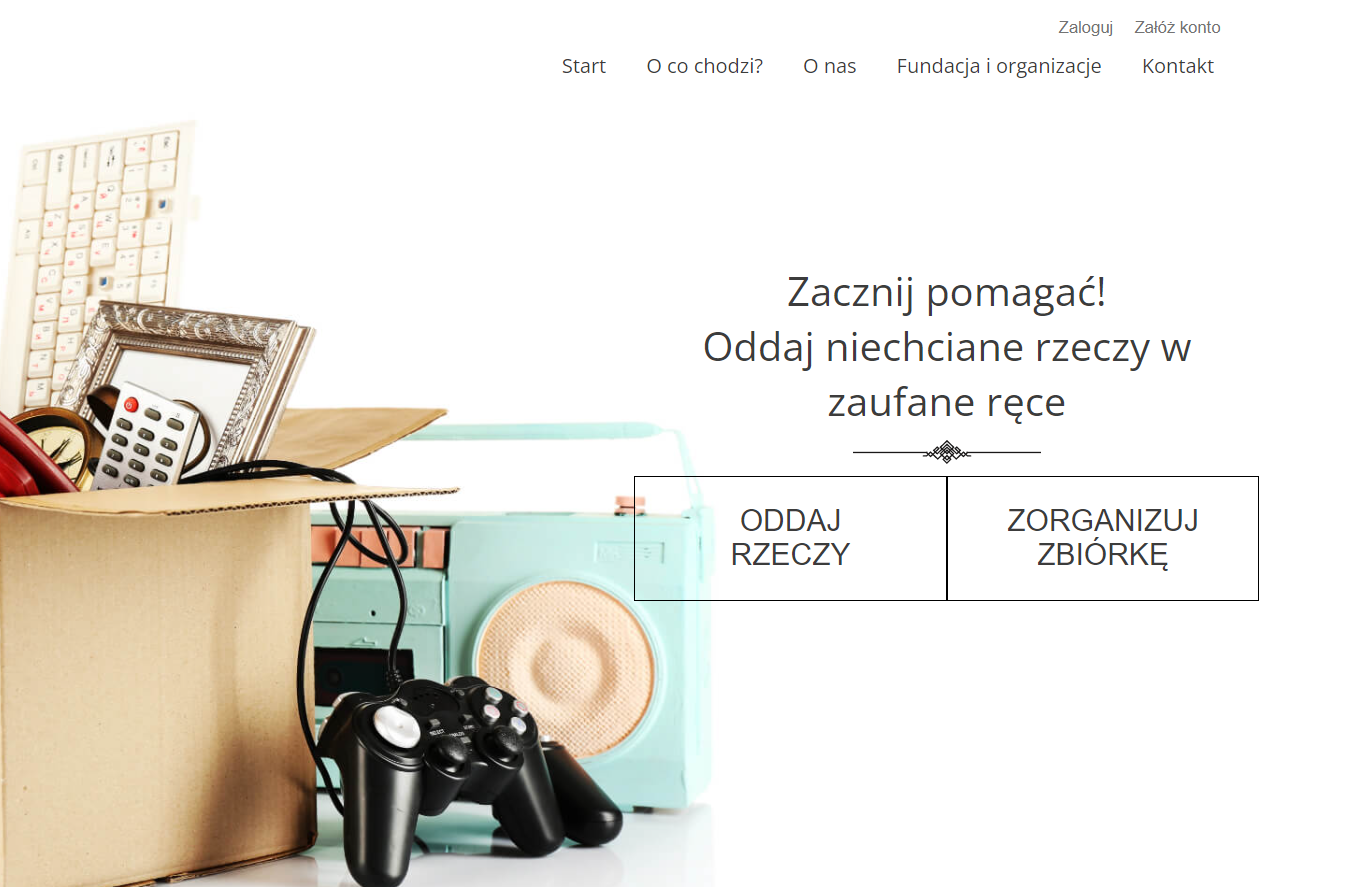 Zaloguj Załóż konto
Start O co chodzi? O nas Fundacja i organizacje Kontakt
Zacznij pomagać!
Oddaj niechciane rzeczy w
zaufane ręce
ODDAJ
RZECZY
ZORGANIZUJ
ZBIÓRKĘ
SELECT